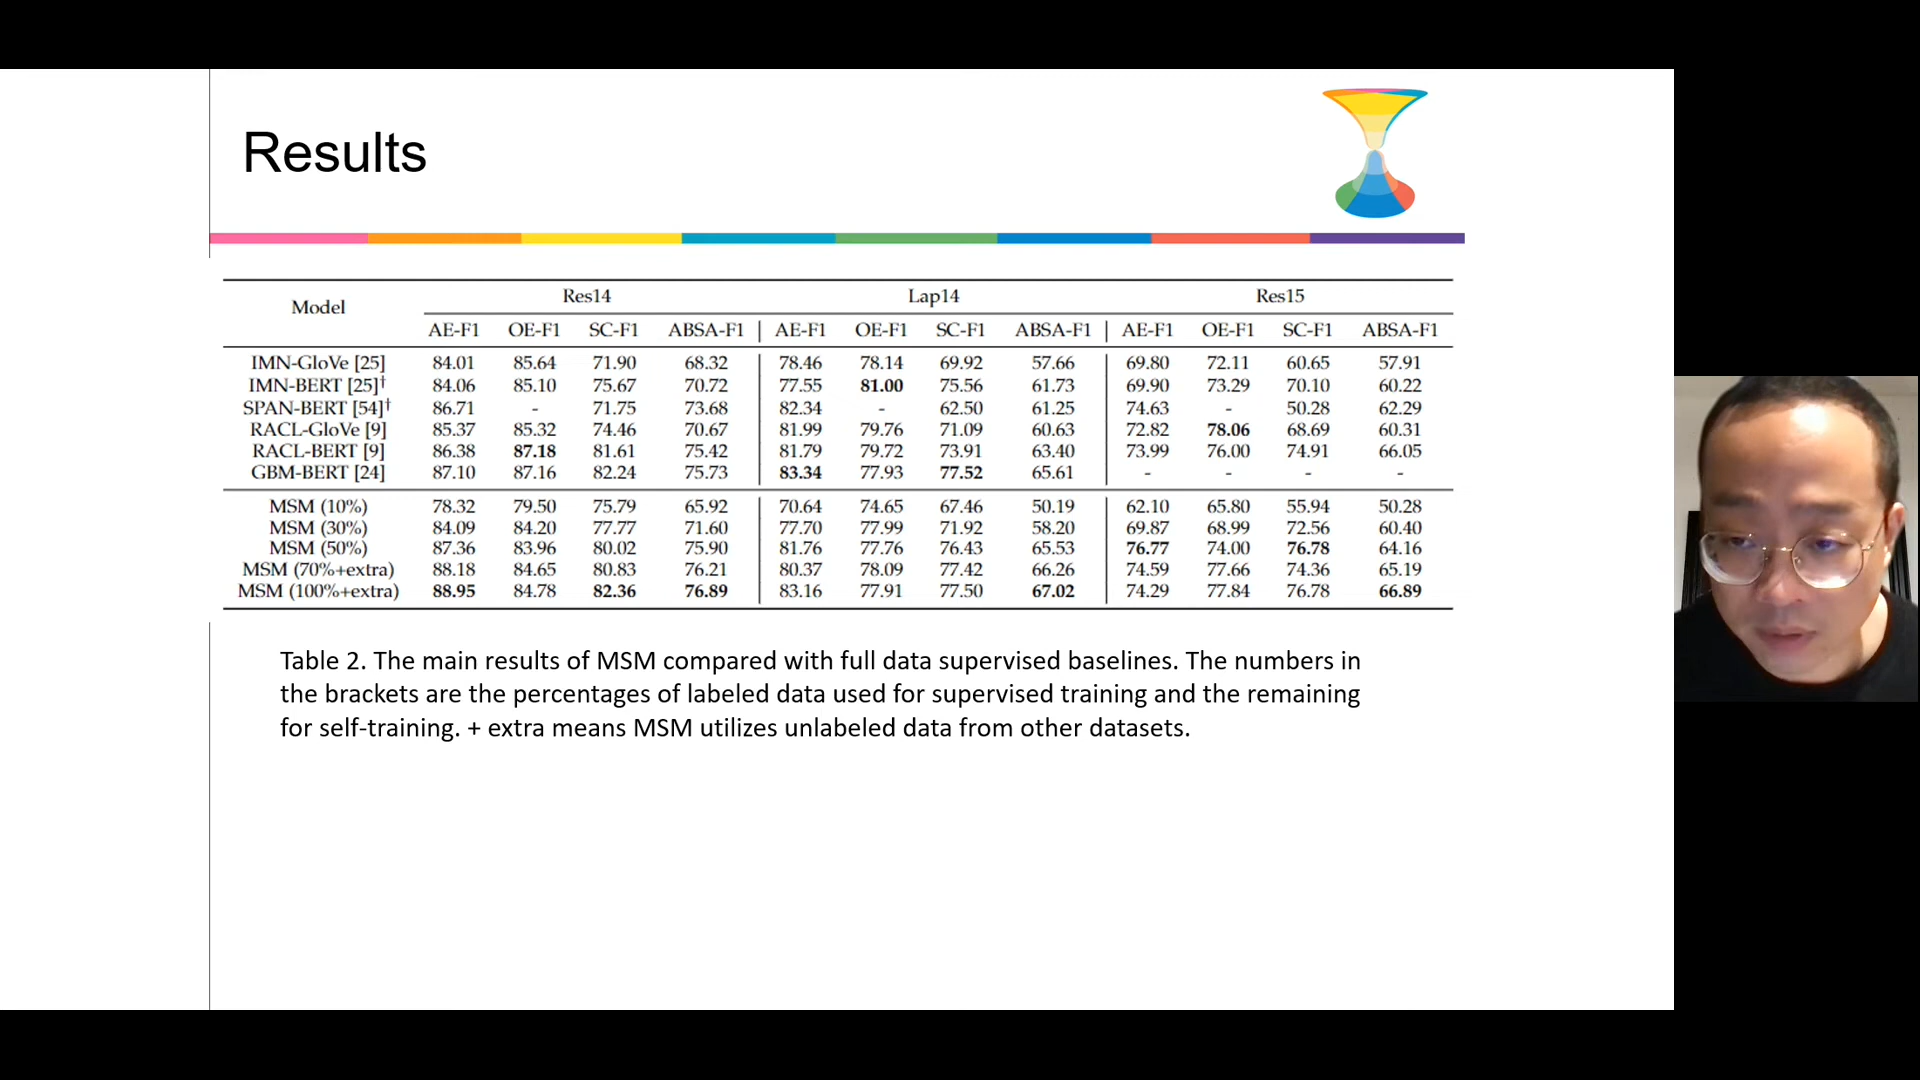 Results
Model Res14 Lap14 Res15
AE-F1 OE-F1 SC-F1 ABSA-F1 AE-F1 OE-F1 SC-F1 ABSA-F1 AE-F1 OE-F1 SC-F1 ABSA-F1
IMN-GloVe [25] 84.01 85.64 71.90 68.32 78.46 78.14 69.92 57.66 69.80 72.11 60.65 57.91
IMN-BERT [25]† 84.06 85.10 75.67 70.72 77.55 81.00 75.56 61.73 69.90 73.29 70.10 60.22
SPAN-BERT [54]† 86.71 - 71.75 73.68 82.34 - 62.50 61.25 74.63 - 50.28 62.29
RACL-GloVe [9] 85.37 85.32 74.46 70.67 81.99 79.76 71.09 60.63 72.82 78.06 68.69 60.31
RACL-BERT [9] 86.38 87.18 81.61 75.42 81.79 79.72 73.91 63.40 73.99 76.00 74.91 66.05
GBM-BERT [24] 87.10 87.16 82.24 75.73 83.34 77.93 77.52 65.61 - - - -
MSM (10%) 78.32 79.50 75.79 65.92 70.64 74.65 67.46 50.19 62.10 65.80 55.94 50.28
MSM (30%) 84.09 84.20 77.77 71.60 77.70 77.99 71.92 58.20 69.87 68.99 72.56 60.40
MSM (50%) 87.36 83.96 80.02 75.90 81.76 77.76 76.43 65.53 76.77 74.00 76.78 64.16
MSM (70%+extra) 88.18 84.65 80.83 76.21 80.37 78.09 77.42 66.26 74.59 77.66 74.36 65.19
MSM (100%+extra) 88.95 84.78 82.36 76.89 83.16 77.91 77.50 67.02 74.29 77.84 76.78 66.89
Table 2. The main results of MSM compared with full data supervised baselines. The numbers in
the brackets are the percentages of labeled data used for supervised training and the remaining
for self-training. + extra means MSM utilizes unlabeled data from other datasets.